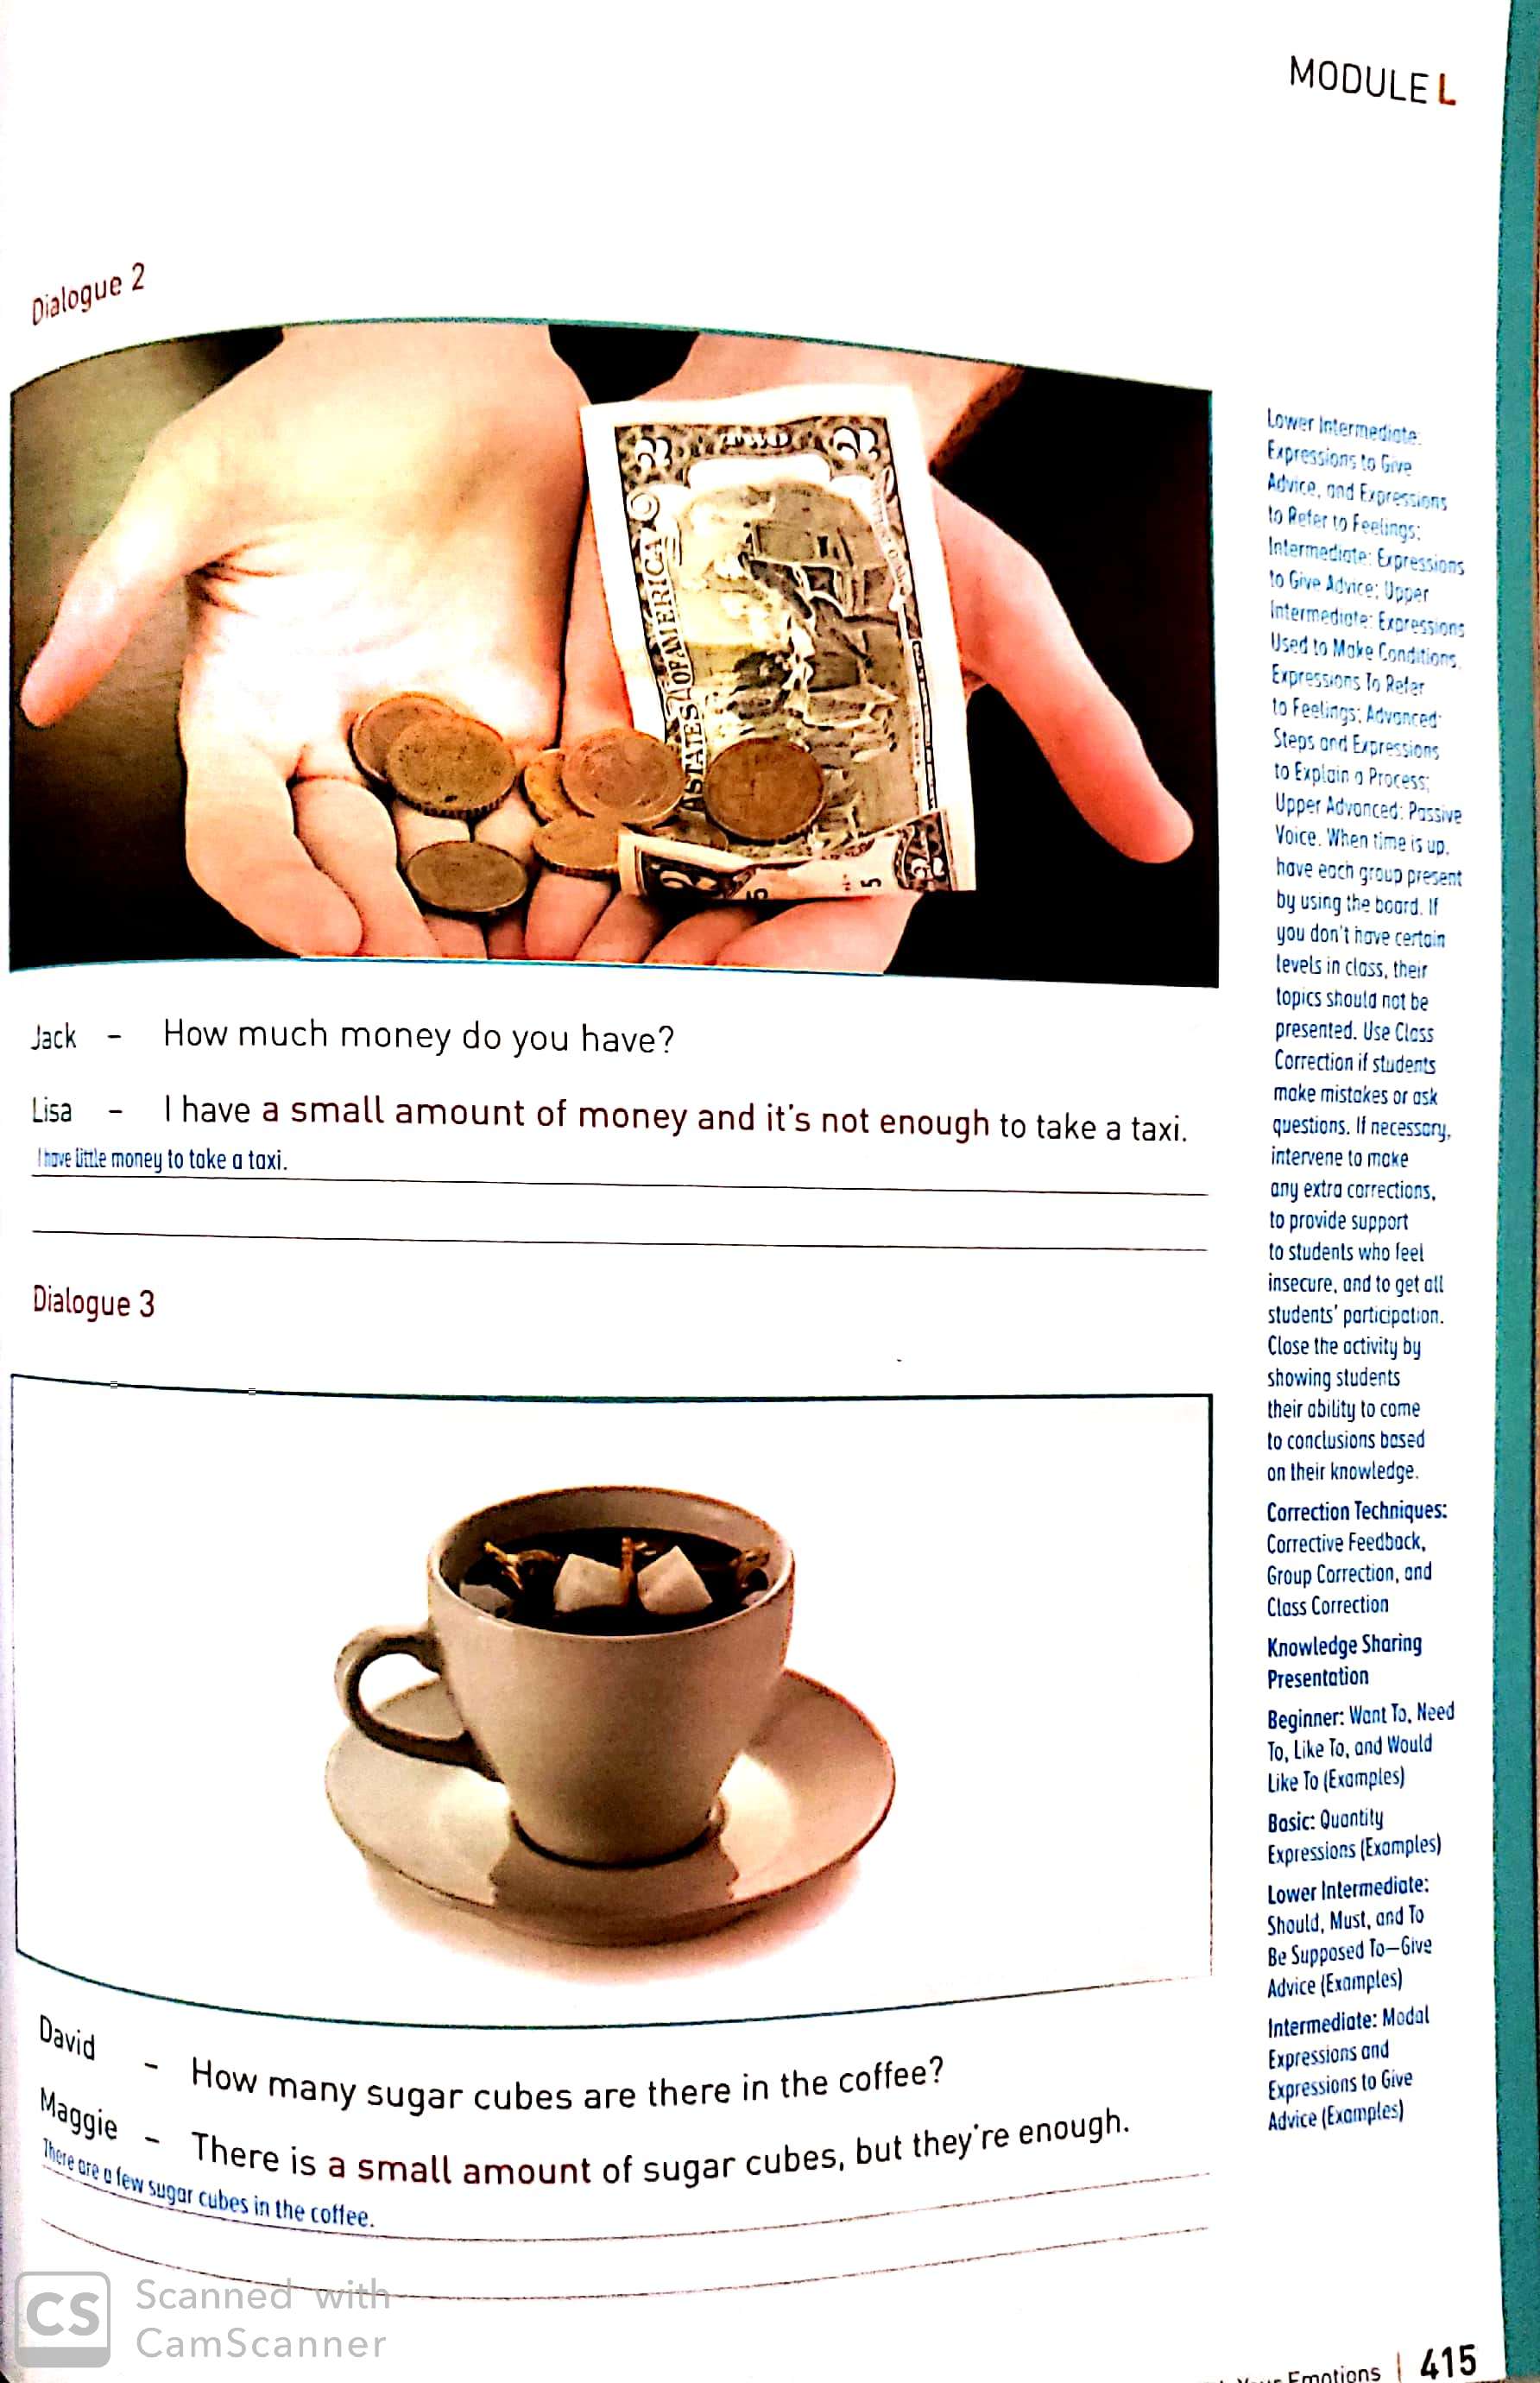 MODULE L
Dialogue 2
TWO
STATES OF AMERICA
Jack - How much money do you have?
Lisa - I have a small amount of money and it's not enough to take a taxi.
I have little money to take a taxi.
Dialogue 3
David - How many sugar cubes are there in the coffee?
Maggie - There is a small amount of sugar cubes, but they're enough.
There are a few sugar cubes in the coffee.
Lower Intermediate:
Expressions to Give
Advice, and Expressions
to Refer to Feelings;
Intermediate: Expressions
to Give Advice; Upper
Intermediate: Expressions
Used to Make Conditions,
Expressions To Refer
to Feelings; Advanced:
Steps and Expressions
to Explain a Process;
Upper Advanced: Passive
Voice. When time is up,
have each group present
by using the board. If
you don't have certain
levels in class, their
topics should not be
presented. Use Class
Correction if students
make mistakes or ask
questions. If necessary,
intervene to make
any extra corrections,
to provide support
to students who feel
insecure, and to get all
students' participation.
Close the activity by
showing students
their ability to come
to conclusions based
on their knowledge.
Correction Techniques:
Corrective Feedback,
Group Correction, and
Class Correction
Knowledge Sharing
Presentation
Beginner: Want To, Need
To, Like To, and Would
Like To (Examples)
Basic: Quantity
Expressions (Examples)
Lower Intermediate:
Should, Must, and To
Be Supposed To—Give
Advice (Examples)
Intermediate: Modal
Expressions and
Expressions to Give
Advice (Examples)
CS Scanned with
CamScanner
Your Emotions | 415